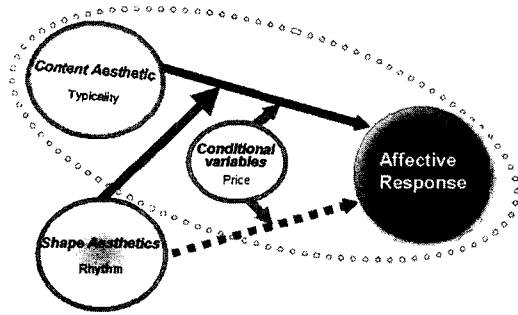 Content Aesthetic
Typicality
Conditional
variables
Price
Affective
Response
Shape Aesthetics
Rhythm